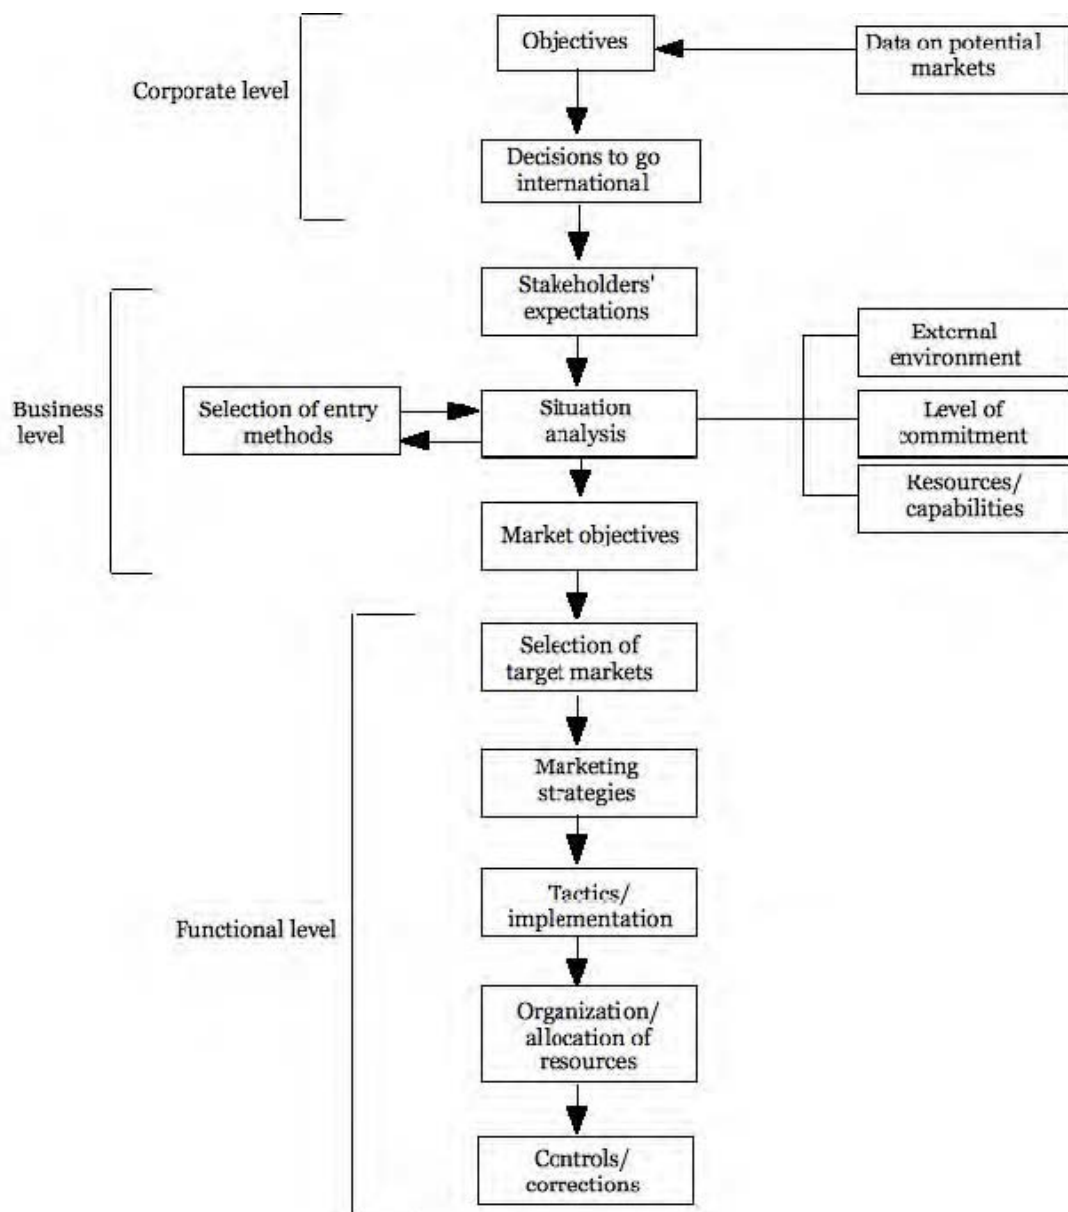 Objectives
Data on potential
markets
Corporate level
Decisions to go
international
Stakeholders'
expectations
External
environment
Business
level
Selection of entry
methods
Situation
analysis
Level of
commitment
Resources/
capabilities
Market objectives
Selection of
target markets
Marketing
strategies
Tactics/
implementation
Functional level
Organization/
allocation of
resources
Controls/
corrections